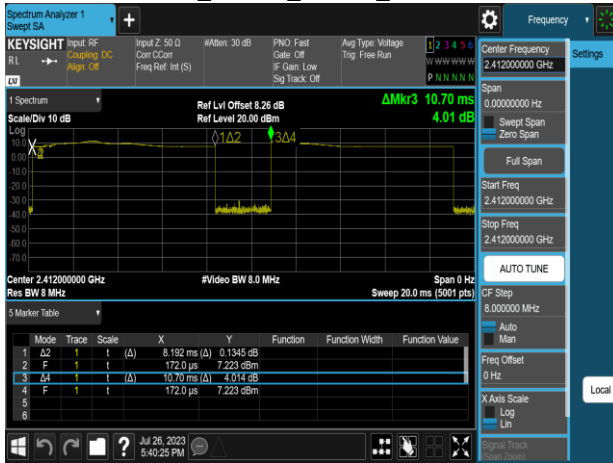 Spectrum Analyzer 1
Swept SA
+
Frequency
KEYSIGHT
RL
LXI
Input: RF
Coupling: DC
Align: Off
Input Z: 50 Ω
Corr CCorr
Freq Ref: Int (S)
#Atten: 30 dB
PNO: Fast
Gate: Off
IF Gain: Low
Sig Track: Off
Avg Type: Voltage
Trig: Free Run
1 2 3 4 5 6
W W W W W W
P N N N N N
1 Spectrum
Scale/Div 10 dB
Log
Ref Lvl Offset 8.26 dB
Ref Level 20.00 dBm
ΔMkr3 10.70 ms
4.01 dB
10.0
0.00
-10.0
-20.0
-30.0
-40.0
-50.0
-60.0
-70.0
X2
1Δ2
3Δ4
Center 2.412000000 GHz
Res BW 8 MHz
#Video BW 8.0 MHz
Span 0 Hz
Sweep 20.0 ms (5001 pts)
5 Marker Table
Mode Trace Scale X Y Function Function Width Function Value
1 Δ2 1 t (Δ) 8.192 ms (Δ) 0.1345 dB
2 F 1 t 172.0 µs 7.223 dBm
3 Δ4 1 t (Δ) 10.70 ms (Δ) 4.014 dB
4 F 1 t 172.0 µs 7.223 dBm
5
6
?
Jul 26, 2023
5:40:25 PM
Center Frequency
2.412000000 GHz
Span
0.00000000 Hz
Swept Span
Zero Span
Full Span
Start Freq
2.412000000 GHz
Stop Freq
2.412000000 GHz
AUTO TUNE
CF Step
8.000000 MHz
Auto
Man
Freq Offset
0 Hz
X Axis Scale
Log
Lin
Signal Track
(Span Zoom)
Settings
Local